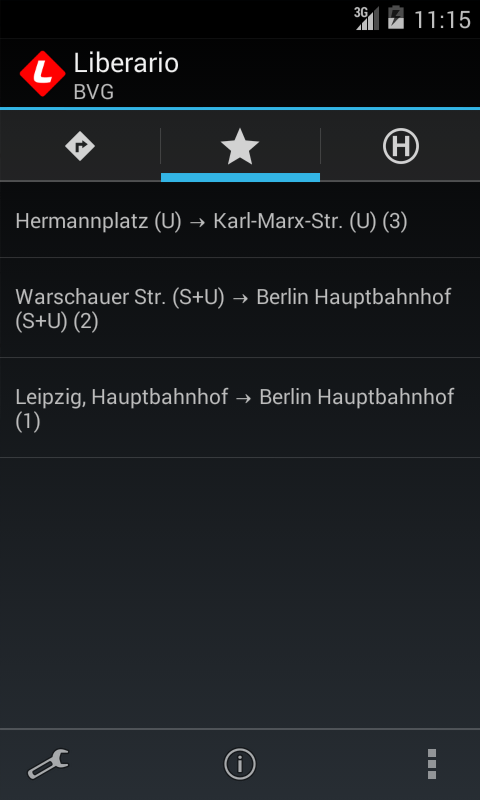 3G 11:15
L Liberario
BVG
H
Hermannplatz (U) → Karl-Marx-Str. (U) (3)
Warschauer Str. (S+U) → Berlin Hauptbahnhof
(S+U) (2)
Leipzig, Hauptbahnhof → Berlin Hauptbahnhof
(1)